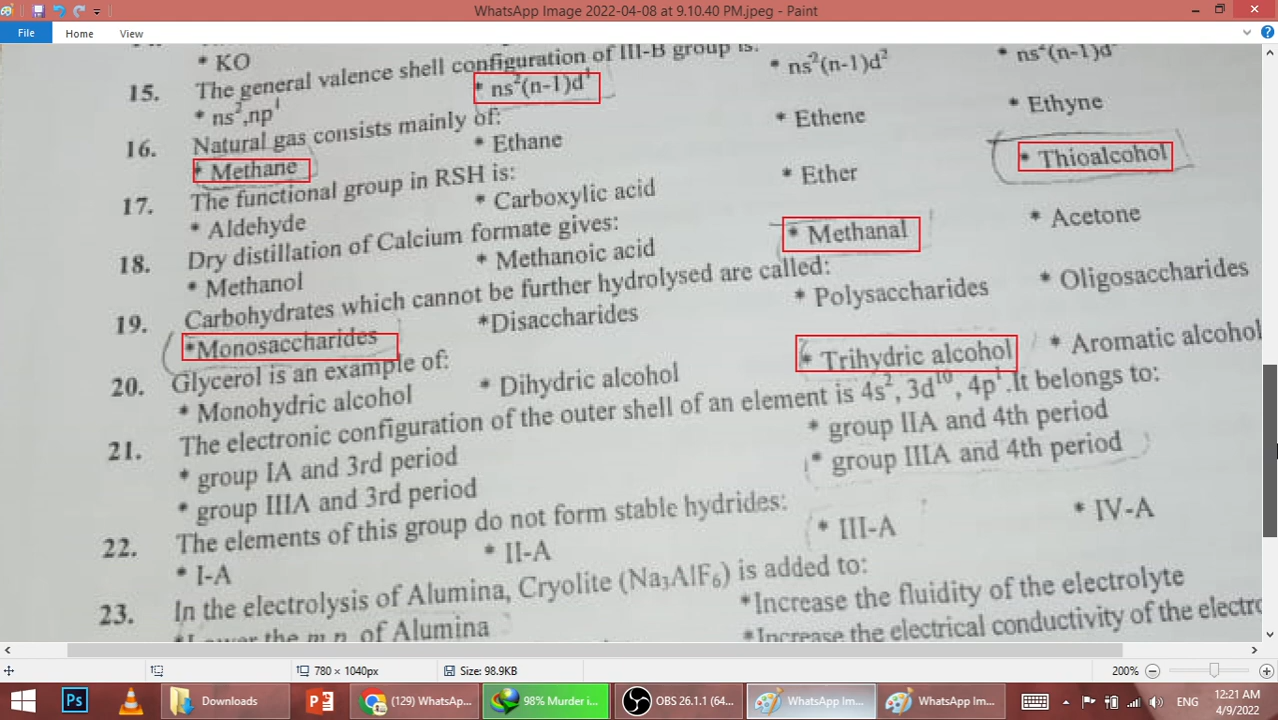 WhatsApp Image 2022-04-08 at 9.10.40 PM.jpeg - Paint
File Home View
* KO
15. The general valence shell configuration of III-B group is:
* ns²,np¹ * ns²(n-1)d¹ * ns²(n-1)d² * ns²(n-1)d
16. Natural gas consists mainly of:
* Methane * Ethane * Ethene * Ethyne
17. The functional group in RSH is:
* Aldehyde * Carboxylic acid * Ether * Thioalcohol
18. Dry distillation of Calcium formate gives:
* Methanol * Methanoic acid * Methanal * Acetone
19. Carbohydrates which cannot be further hydrolysed are called:
*Monosaccharides *Disaccharides * Polysaccharides * Oligosaccharides
20. Glycerol is an example of:
* Monohydric alcohol * Dihydric alcohol * Trihydric alcohol * Aromatic alcohol
21. The electronic configuration of the outer shell of an element is 4s², 3d¹⁰, 4p¹.It belongs to:
* group IA and 3rd period * group IIA and 4th period
* group IIIA and 3rd period * group IIIA and 4th period
22. The elements of this group do not form stable hydrides:
* I-A * II-A * III-A * IV-A
23. In the electrolysis of Alumina, Cryolite (Na₃AlF₆) is added to:
*Lower the m.p. of Alumina *Increase the fluidity of the electrolyte
*Increase the electrical conductivity of the electro
780 × 1040px Size: 98.9KB 200%
Ps Downloads (129) WhatsApp... 98% Murder i... OBS 26.1.1 (64... WhatsApp Im... WhatsApp Im... ENG 12:21 AM
4/9/2022